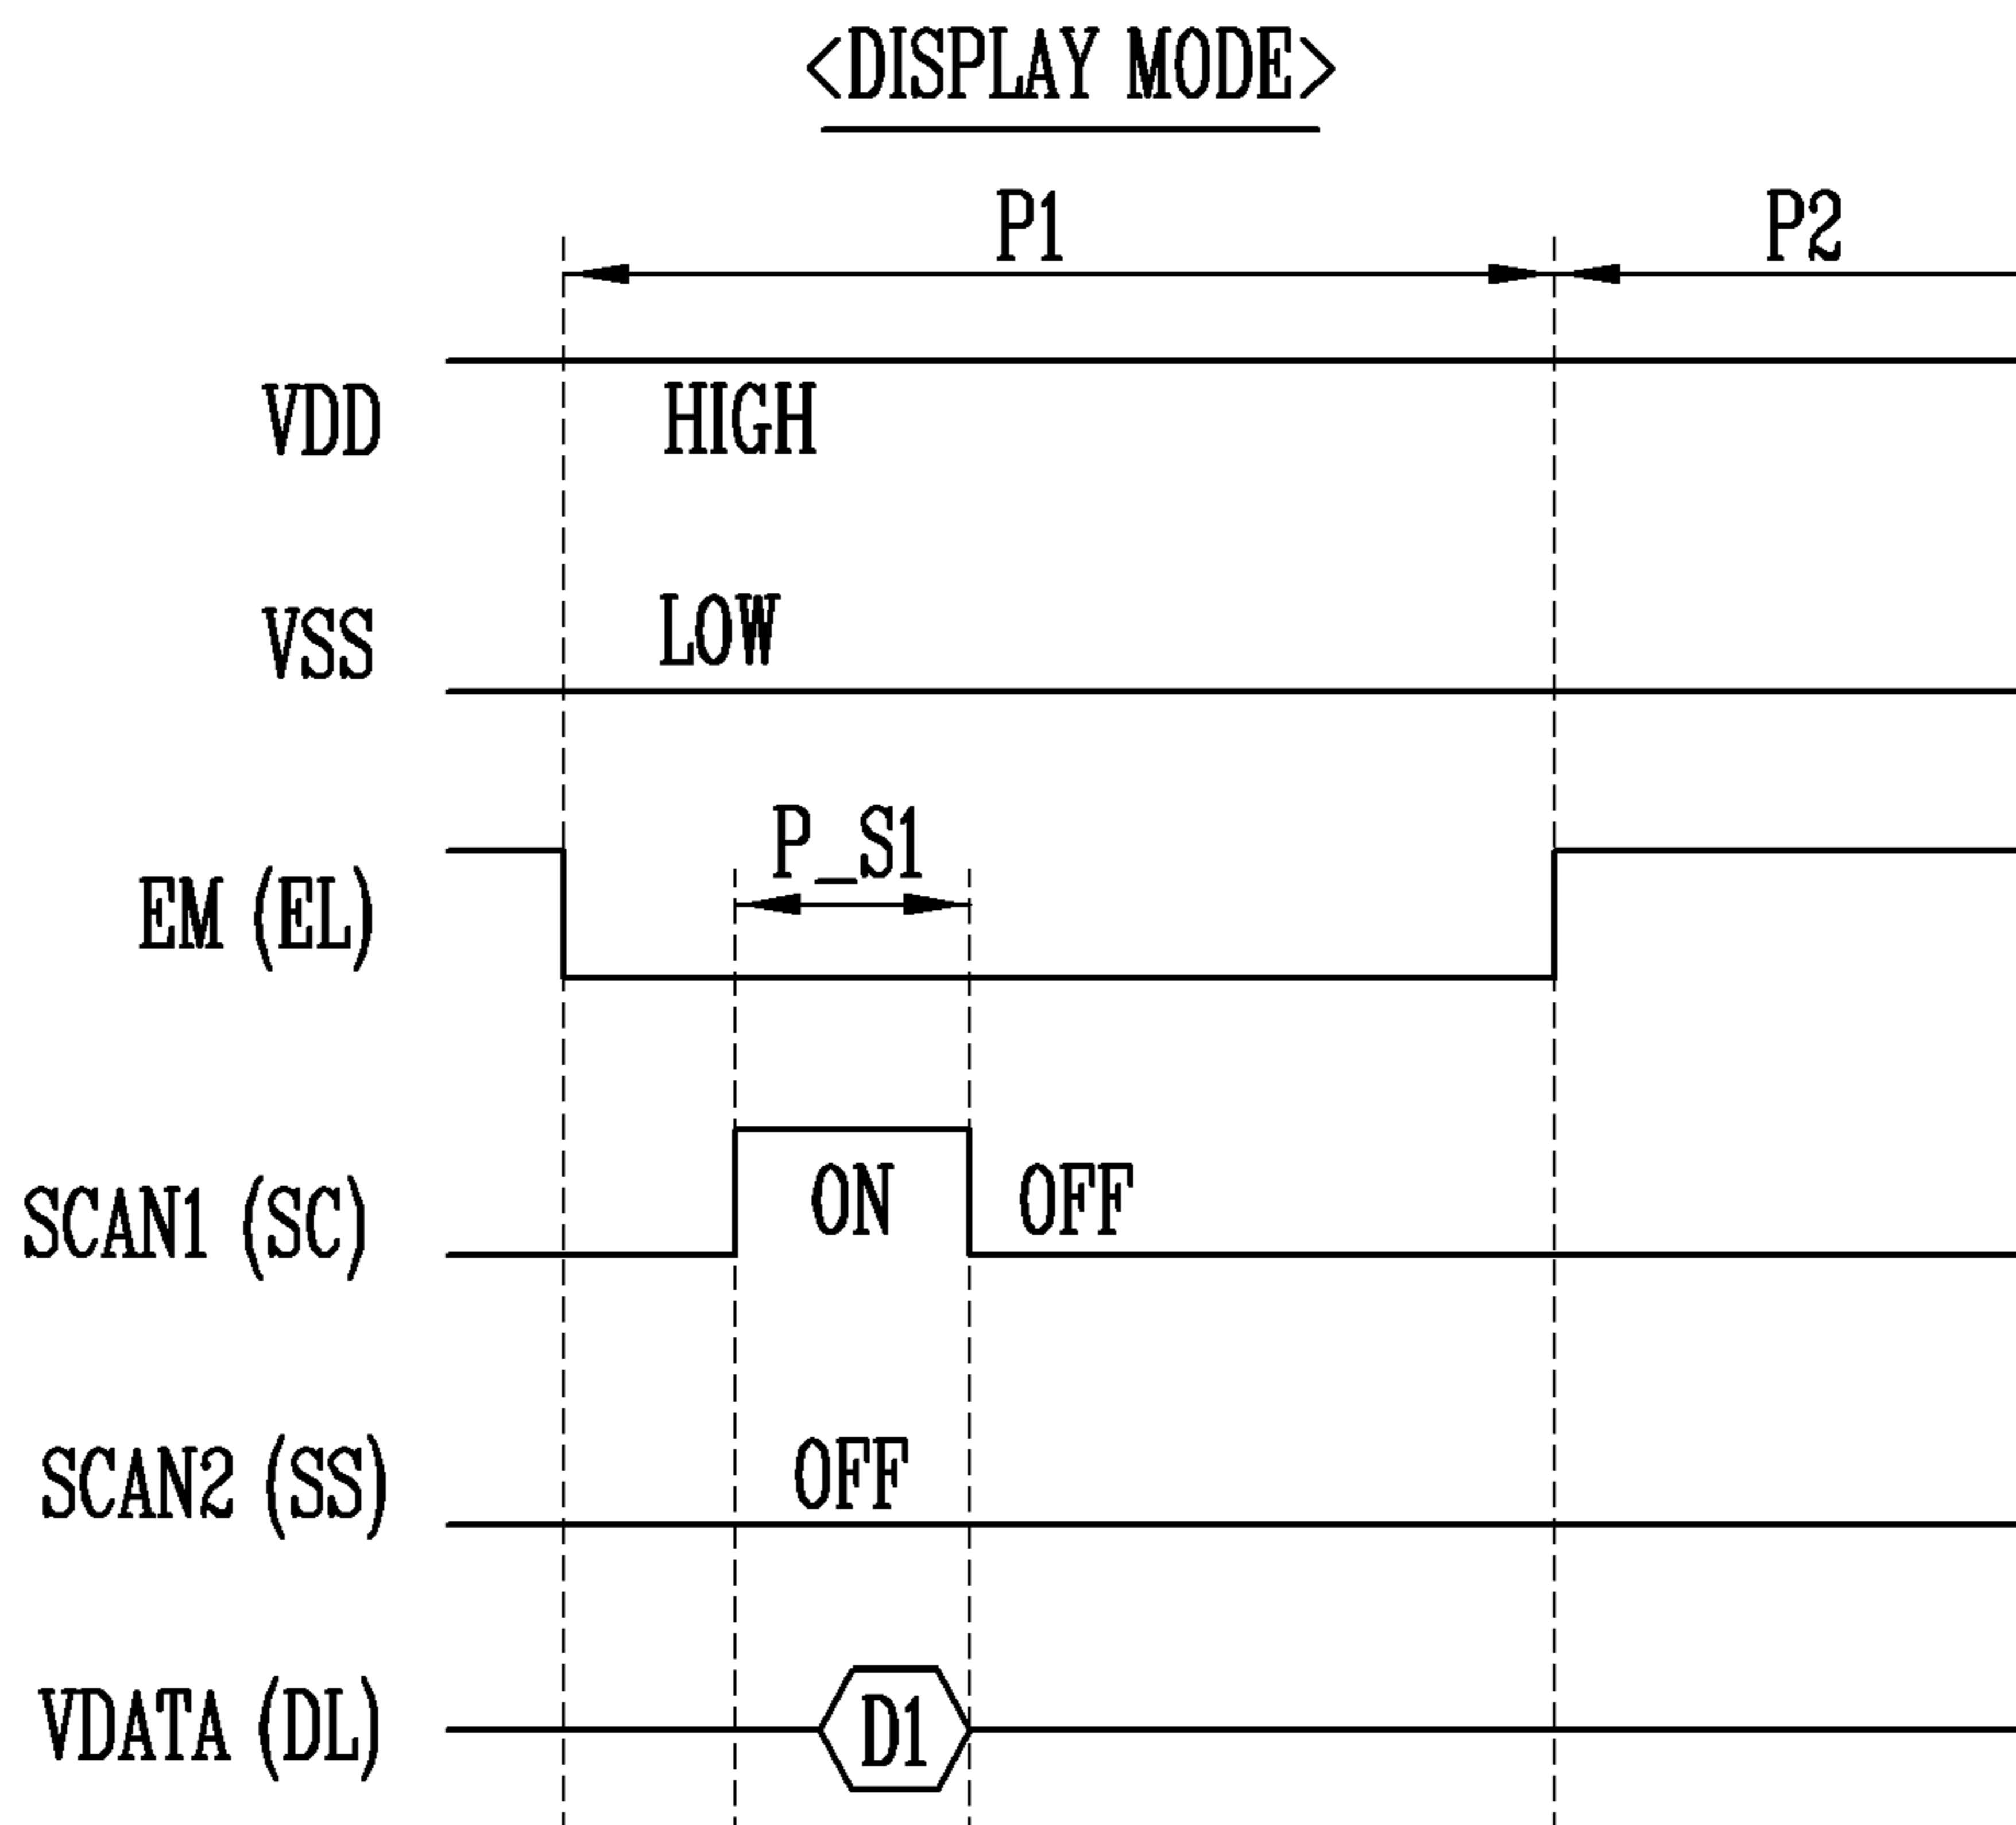 <DISPLAY MODE>
P1 P2
VDD HIGH
VSS LOW
P_S1
EM (EL)
SCAN1 (SC) ON OFF
SCAN2 (SS) OFF
VDATA (DL) D1